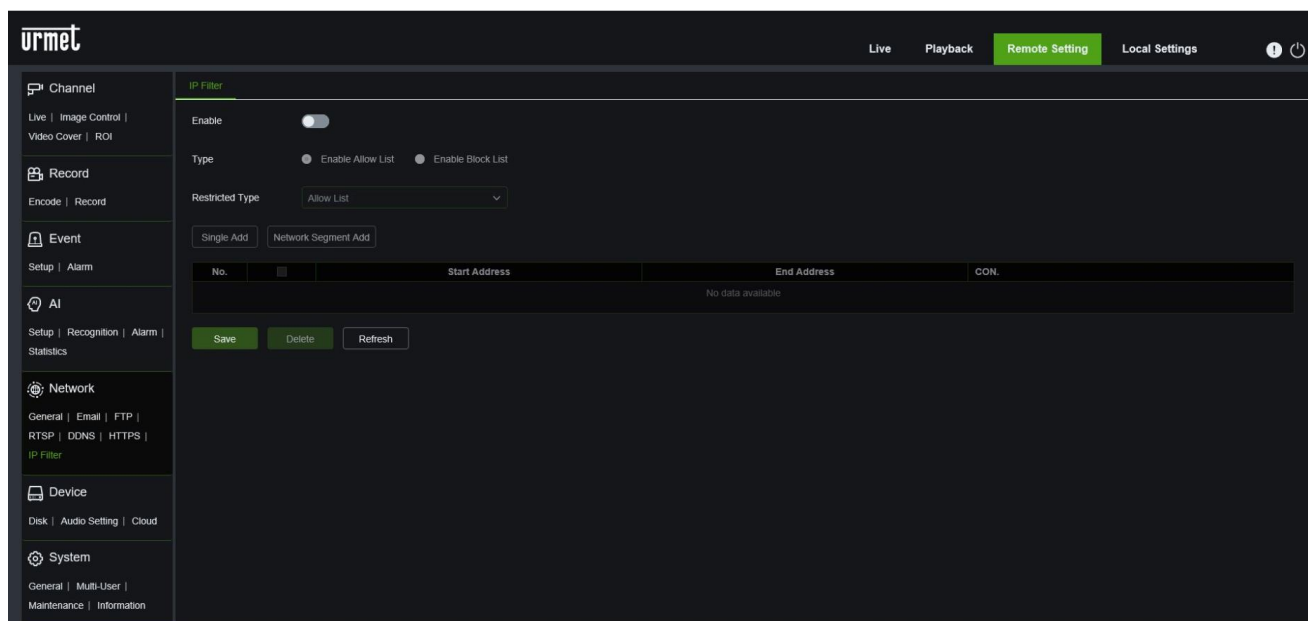 urmet
Live Playback Remote Setting Local Settings
Channel
Live | Image Control |
Video Cover | ROI
Record
Encode | Record
Event
Setup | Alarm
AI
Setup | Recognition | Alarm |
Statistics
Network
General | Email | FTP |
RTSP | DDNS | HTTPS |
IP Filter
Device
Disk | Audio Setting | Cloud
System
General | Multi-User |
Maintenance | Information
IP Filter
Enable
Type Enable Allow List Enable Block List
Restricted Type Allow List
Single Add Network Segment Add
No. Start Address End Address CON.
No data available
Save Delete Refresh